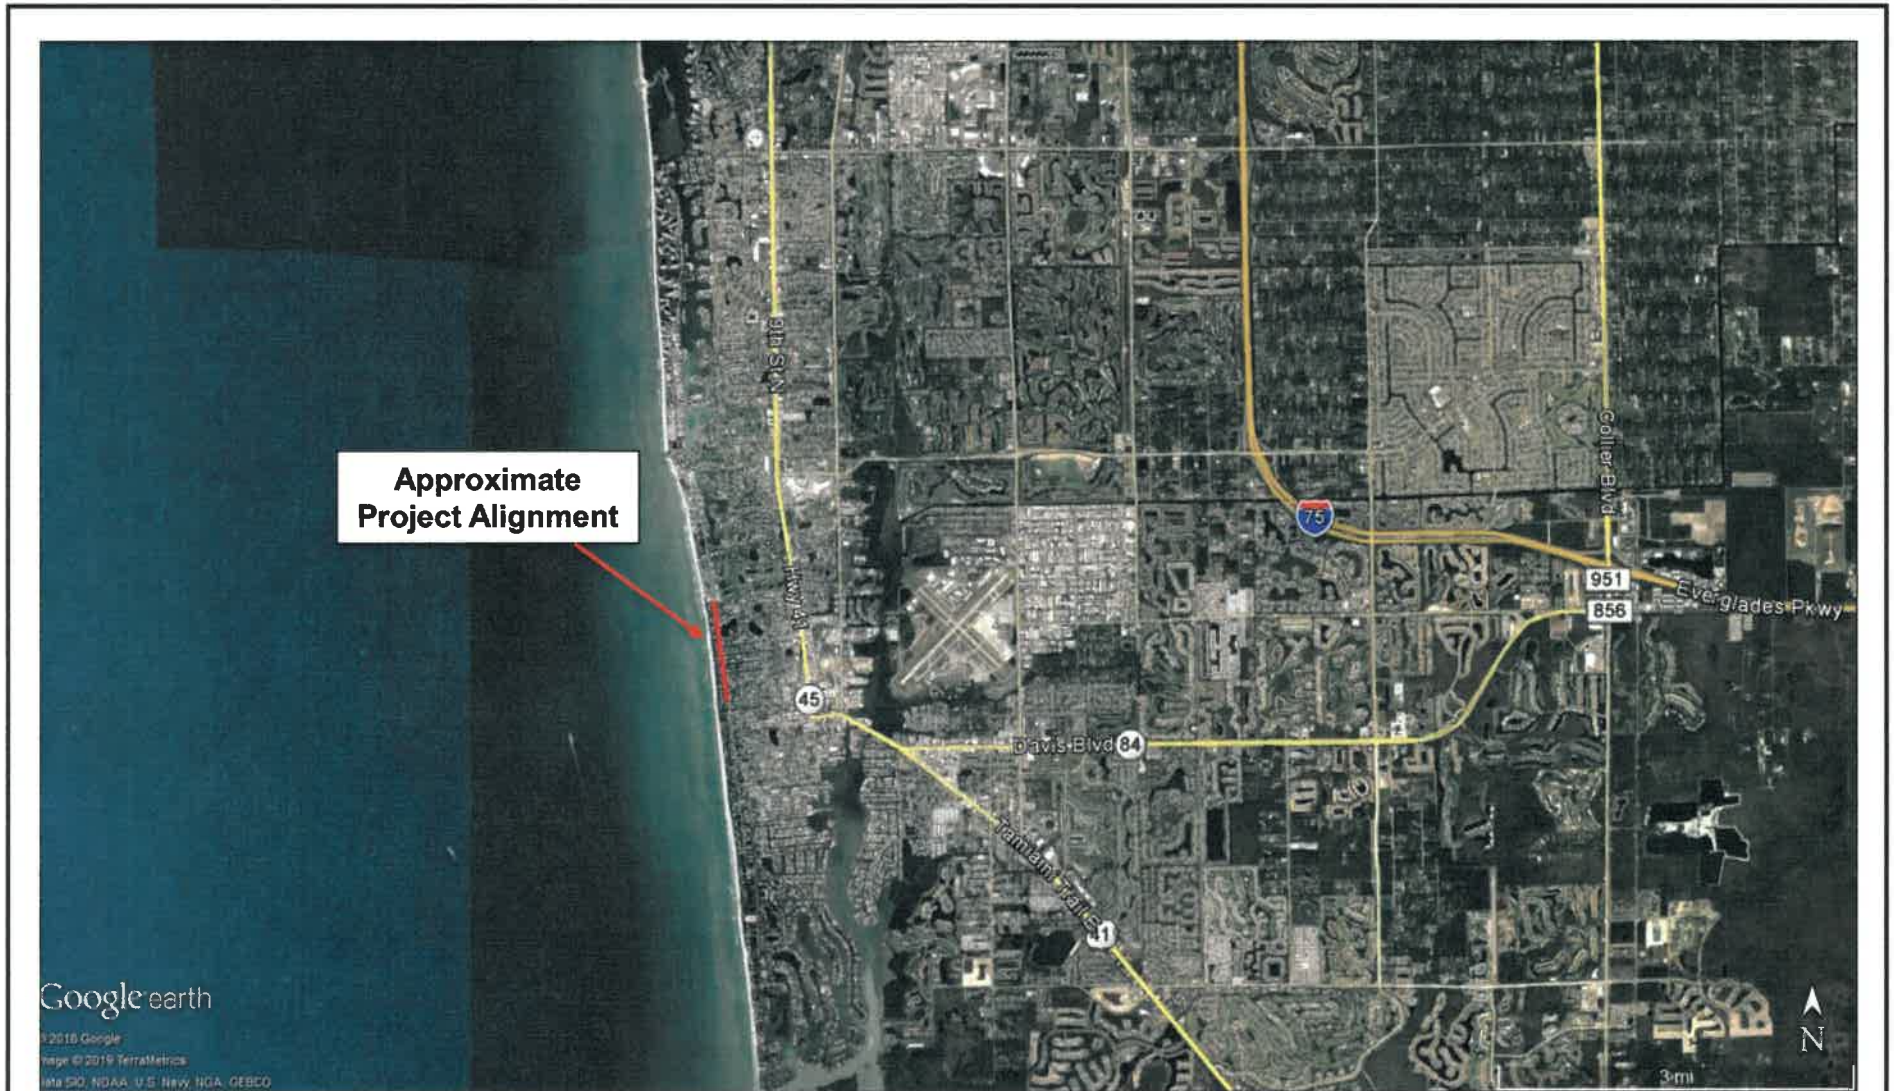 9th St N
Collier Blvd
Approximate
Project Alignment
75
Hwy 41
951
856
Everglades Pkwy
45
Davis Blvd 84
Tamiami Trail E
41
Google earth
© 2018 Google
Image © 2019 TerraMetrics
Data SIO, NOAA, U.S. Navy, NGA, GEBCO
N
3 mi